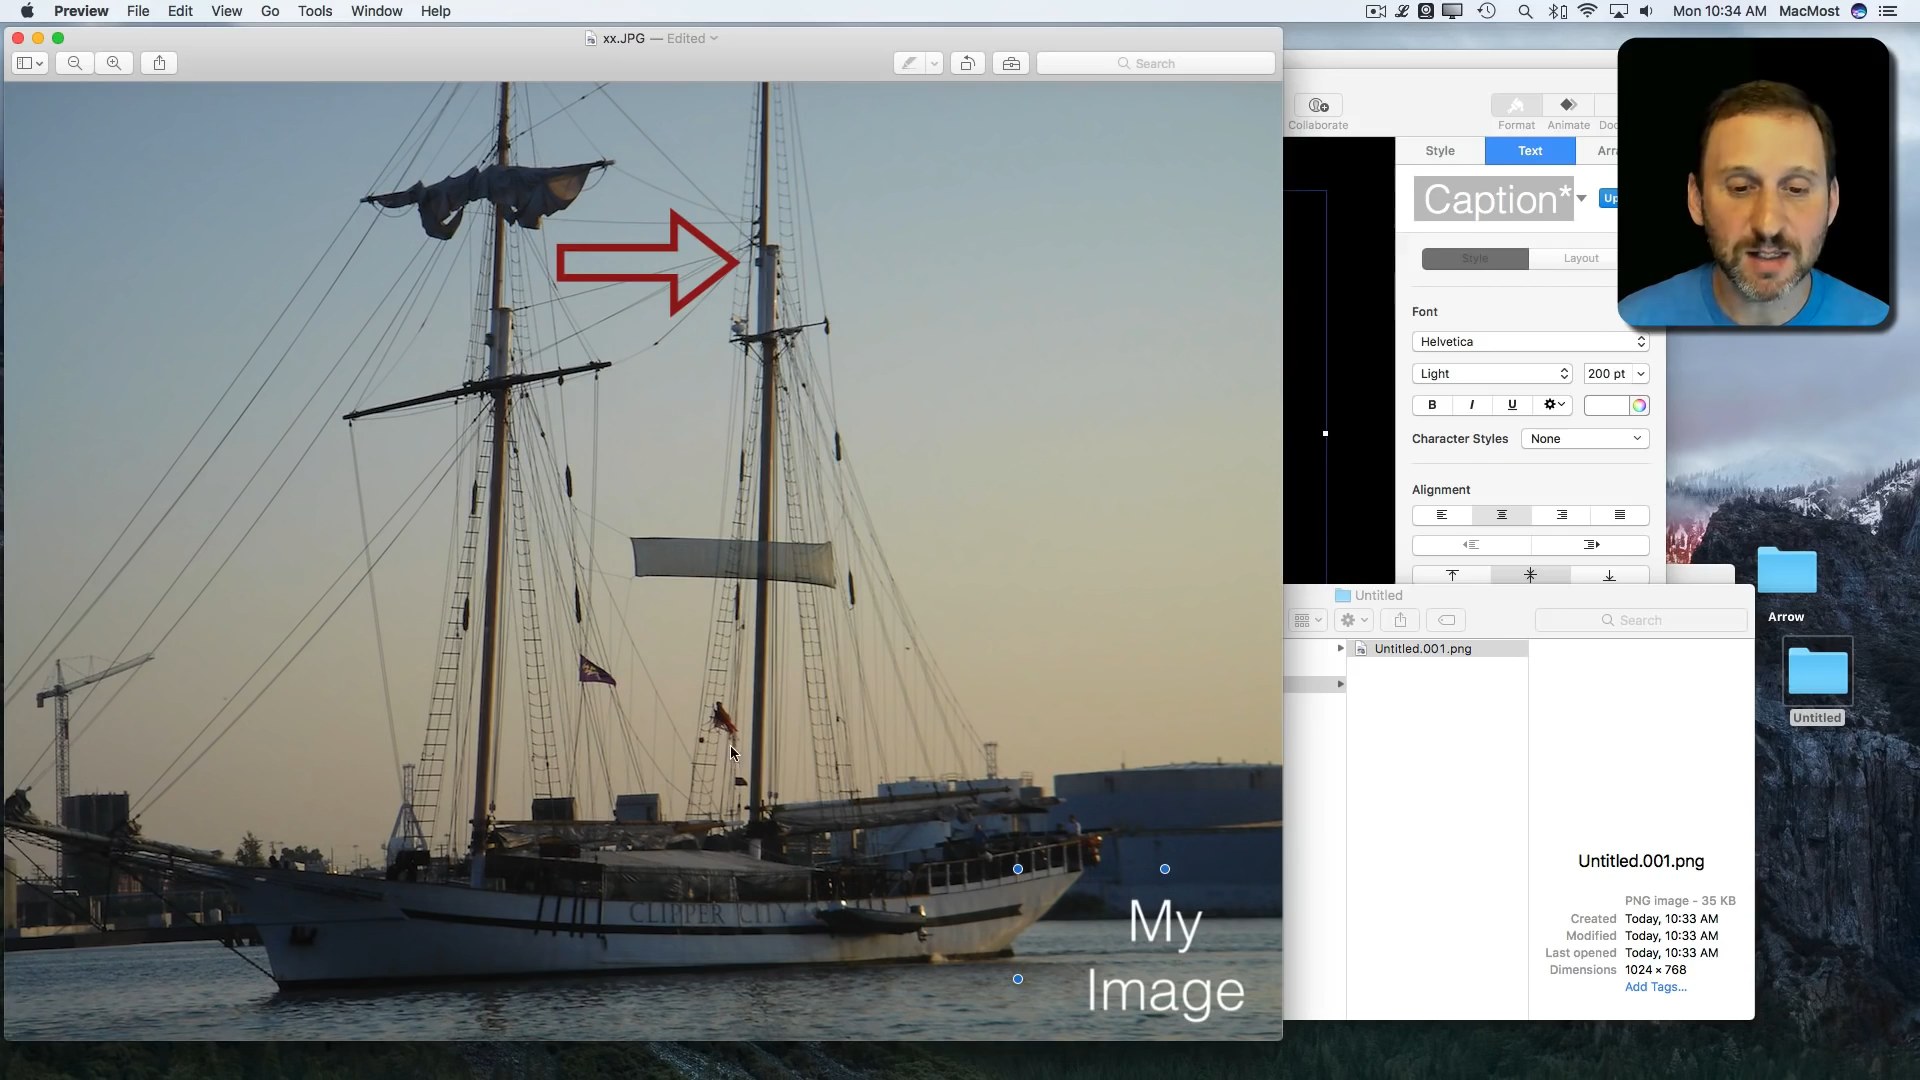 Preview File Edit View Go Tools Window Help
Mon 10:34 AM MacMost
xx.JPG — Edited
Search
Collaborate
Format Animate Doc
Style Text Arr
Caption* Up
Style Layout
Font
Helvetica
Light 200 pt
B I U
Character Styles None
Alignment
Untitled
Search
Untitled.001.png
Arrow
Untitled
Untitled.001.png
PNG image - 35 KB
Created Today, 10:33 AM
Modified Today, 10:33 AM
Last opened Today, 10:33 AM
Dimensions 1024 × 768
Add Tags...
CLIPPER CITY
My
Image